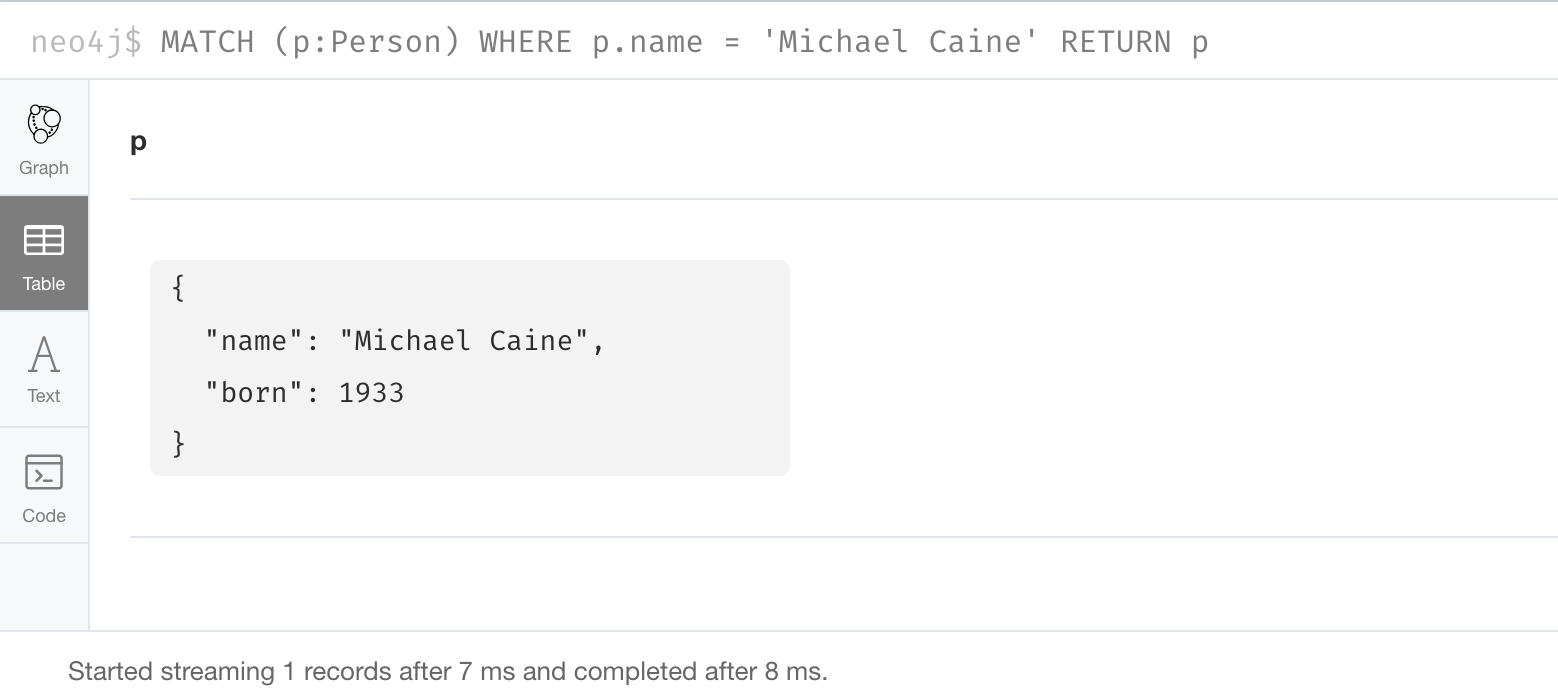 neo4j$ MATCH (p:Person) WHERE p.name = 'Michael Caine' RETURN p
Graph
Table
Text
Code
p
{
"name": "Michael Caine",
"born": 1933
}
Started streaming 1 records after 7 ms and completed after 8 ms.